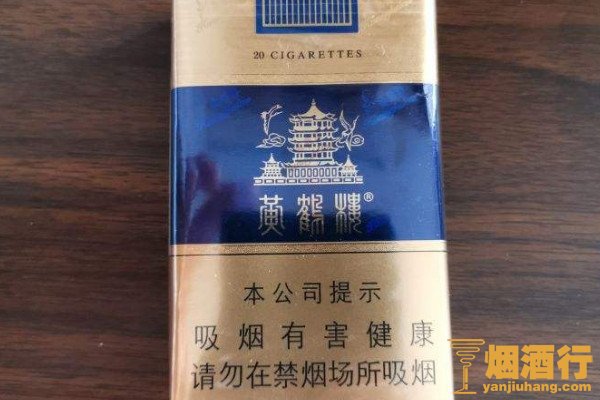 20 CIGARETTES
黄鹤楼®
本公司提示
吸烟有害健康
请勿在禁烟场所吸烟
烟酒行
yanjiuhang.com